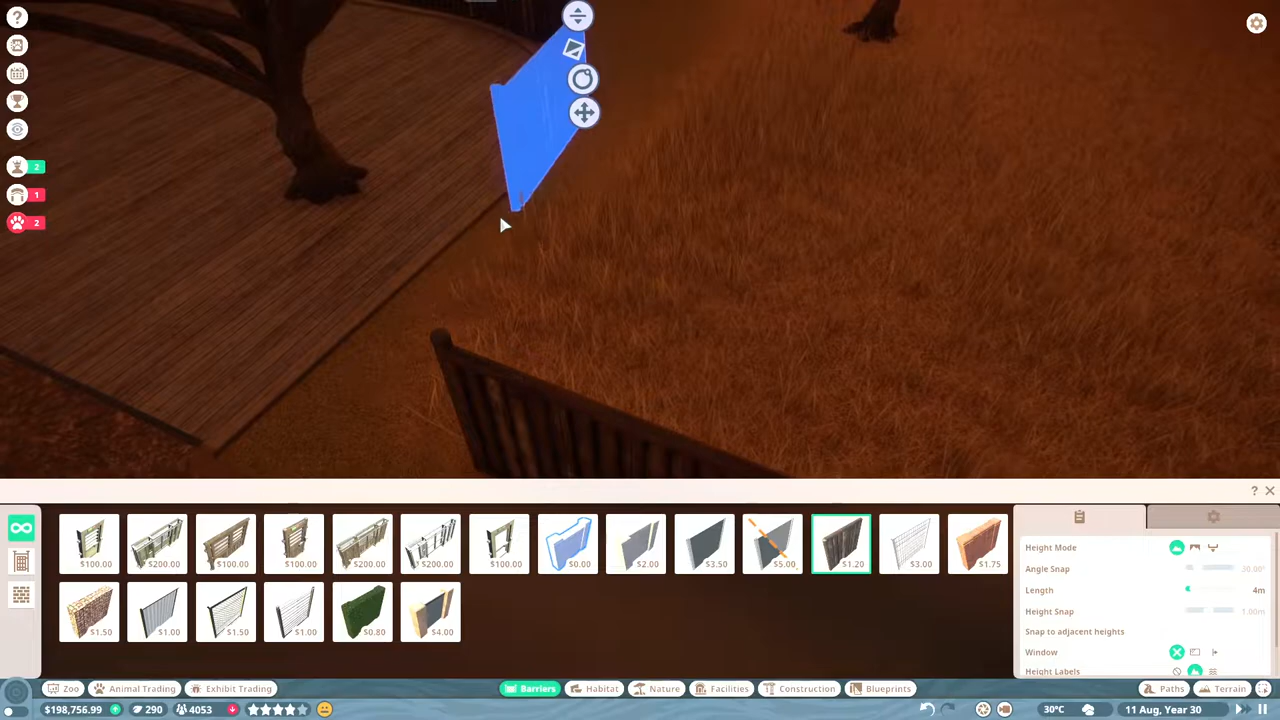 ?
2
1
2
? ×
$100.00 $200.00 $100.00 $100.00 $200.00 $200.00 $100.00 $0.00 $2.00 $3.50 $5.00 $1.20 $3.00 $1.75
$1.50 $1.00 $1.50 $1.00 $0.80 $4.00
Height Mode
Angle Snap 30.00°
Length 4m
Height Snap 1.00m
Snap to adjacent heights
Window
Height Labels
Zoo Animal Trading Exhibit Trading Barriers Habitat Nature Facilities Construction Blueprints Paths Terrain
$198,756.99 290 4053 30°C 11 Aug, Year 30